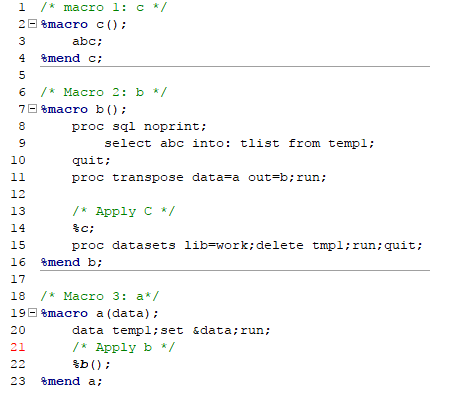 1 /* macro 1: c */
2 %macro c();
3 abc;
4 %mend c;
5
6 /* Macro 2: b */
7 %macro b();
8 proc sql noprint;
9 select abc into: tlist from temp1;
10 quit;
11 proc transpose data=a out=b;run;
12
13 /* Apply C */
14 %c;
15 proc datasets lib=work;delete tmp1;run;quit;
16 %mend b;
17
18 /* Macro 3: a*/
19 %macro a(data);
20 data temp1;set &data;run;
21 /* Apply b */
22 %b();
23 %mend a;